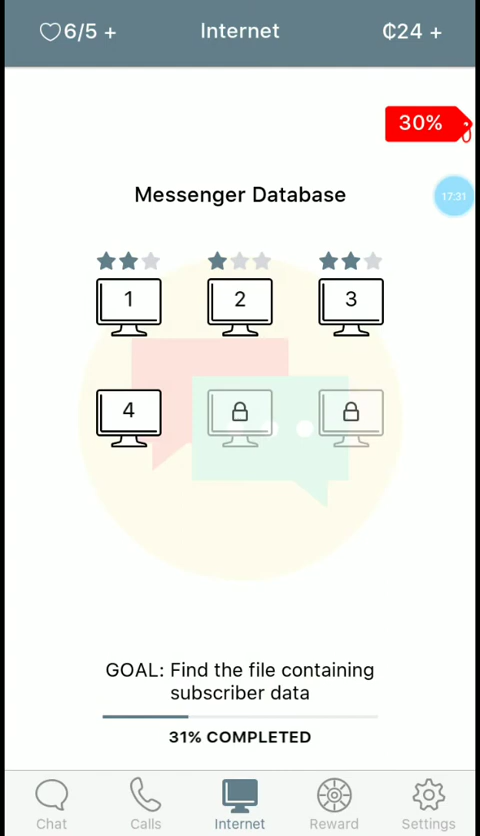 ♡6/5 +
Internet
₵24 +
30%
Messenger Database
17:31
1
2
3
4
GOAL: Find the file containing
subscriber data
31% COMPLETED
Chat
Calls
Internet
Reward
Settings